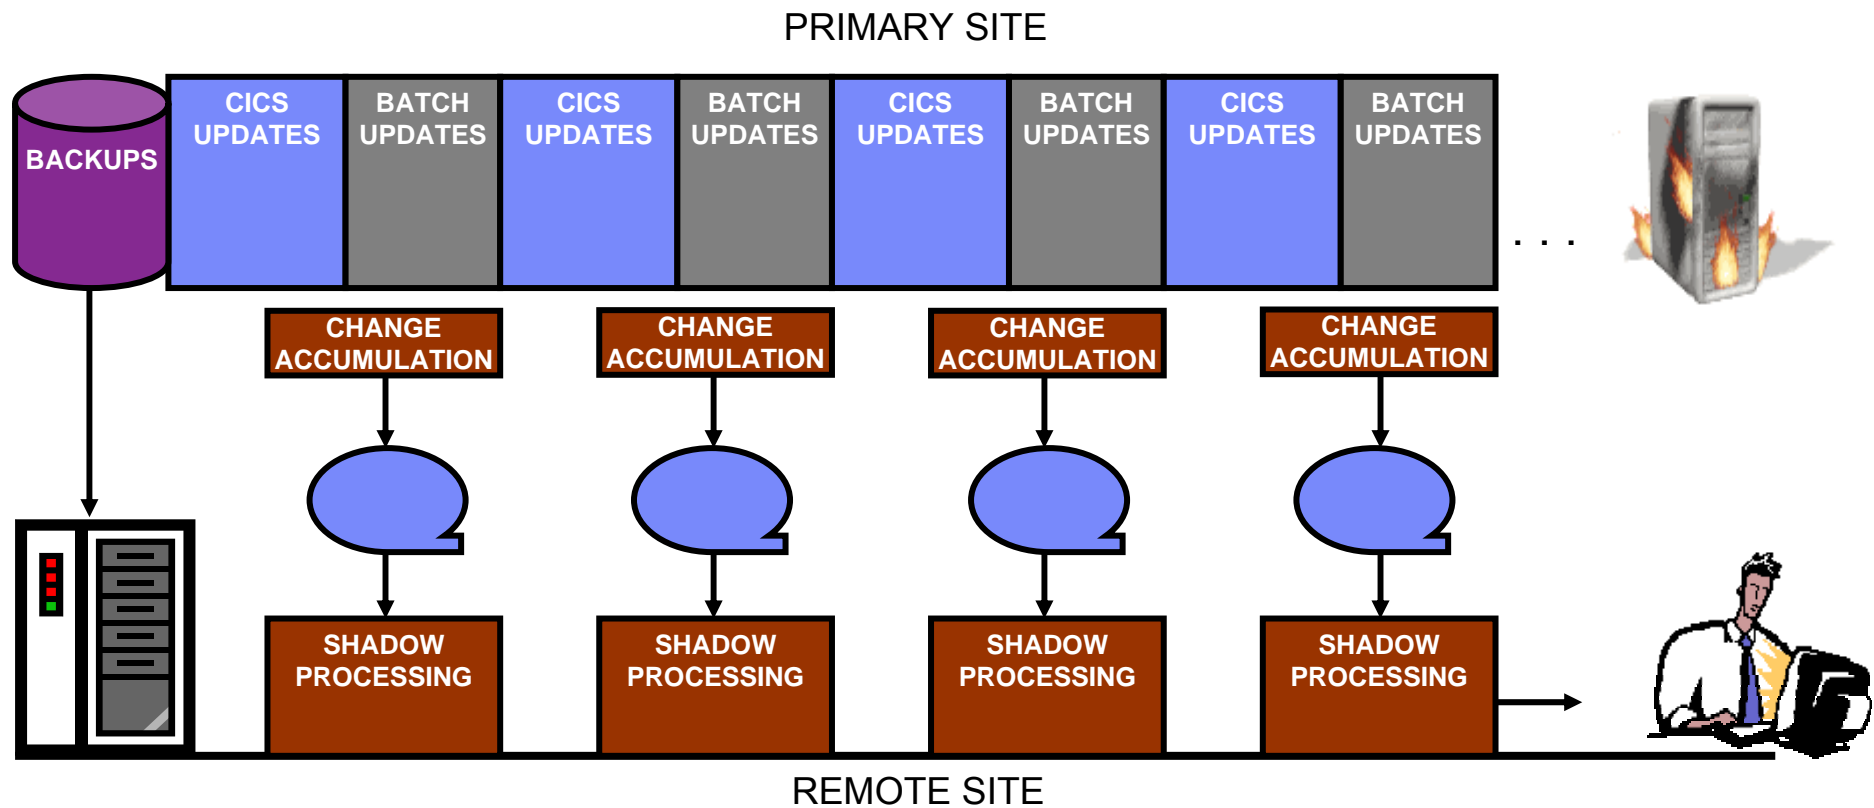 PRIMARY SITE
BACKUPS
CICS
UPDATES
BATCH
UPDATES
CICS
UPDATES
BATCH
UPDATES
CICS
UPDATES
BATCH
UPDATES
CICS
UPDATES
BATCH
UPDATES
. . .
CHANGE
ACCUMULATION
CHANGE
ACCUMULATION
CHANGE
ACCUMULATION
CHANGE
ACCUMULATION
SHADOW
PROCESSING
SHADOW
PROCESSING
SHADOW
PROCESSING
SHADOW
PROCESSING
REMOTE SITE